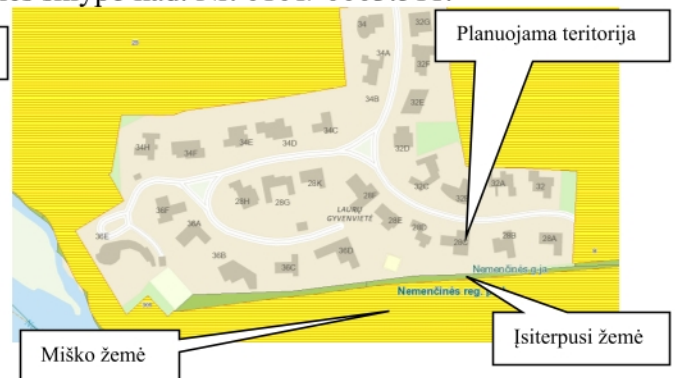 Planuojama teritorija
34
32G
34A
32F
34B
32E
34H
34F
34E
34D
34C
32D
28K
32C
32A
32
28H
28G
28F
36F
LAURŲ
GYVENVIETĖ
28E
28D
36A
36E
28B
28A
36B
36D
36C
Nemenčinės g-ja
Nemenčinės reg. p
Miško žemė
Įsiterpusi žemė